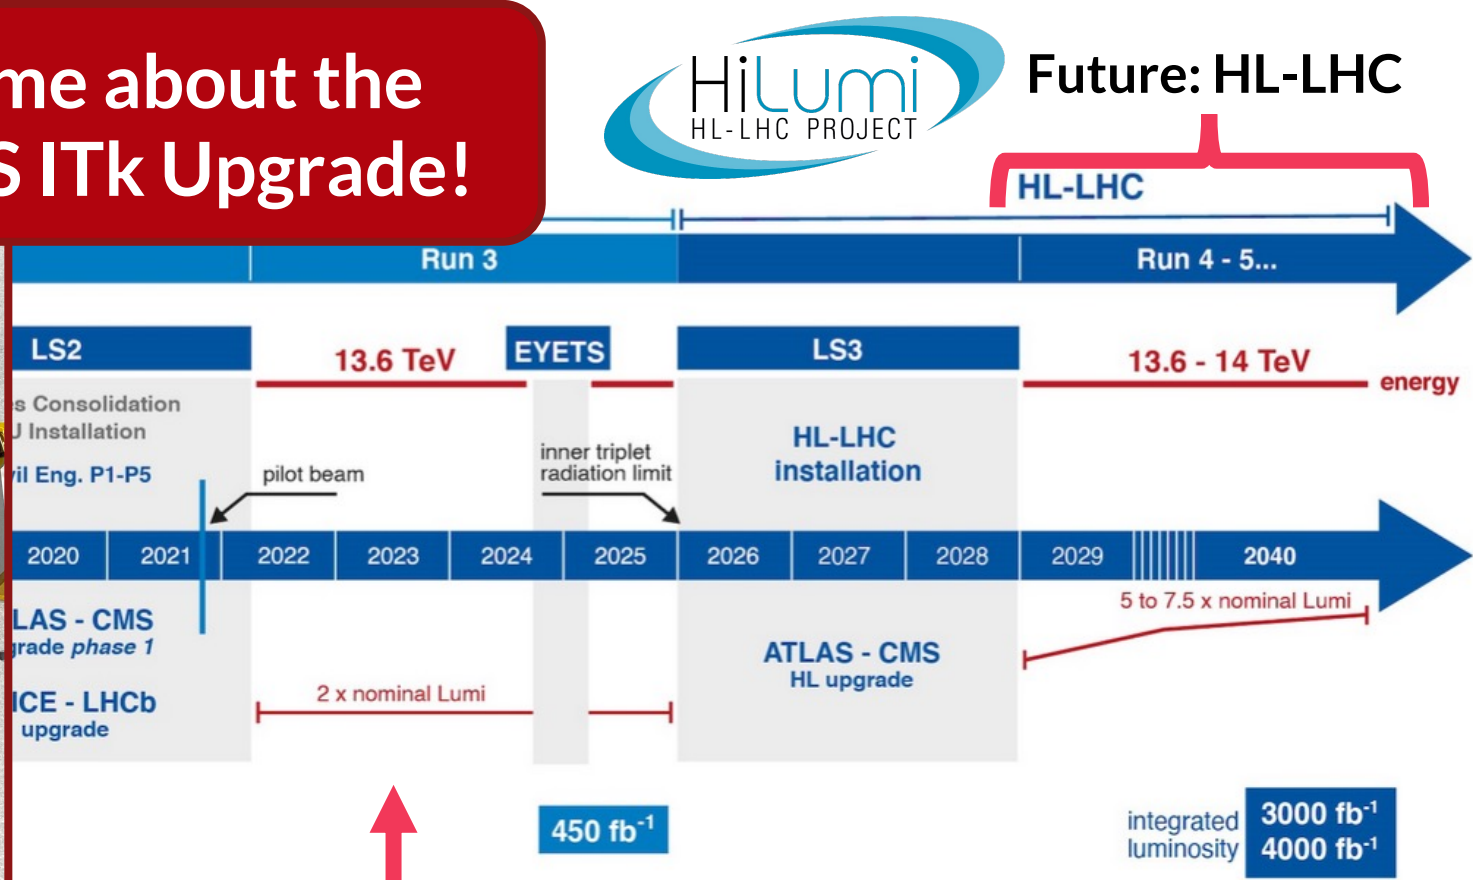 me about the
S ITk Upgrade!
HiLumi
HL-LHC PROJECT
Future: HL-LHC
HL-LHC
Run 3
Run 4 - 5...
LS2
13.6 TeV
EYETS
LS3
13.6 - 14 TeV
energy
s Consolidation
U Installation
vil Eng. P1-P5
pilot beam
inner triplet
radiation limit
HL-LHC
installation
2020
2021
2022
2023
2024
2025
2026
2027
2028
2029
2040
5 to 7.5 x nominal Lumi
LAS - CMS
grade phase 1
ICE - LHCb
upgrade
2 x nominal Lumi
ATLAS - CMS
HL upgrade
450 fb⁻¹
integrated
luminosity
3000 fb⁻¹
4000 fb⁻¹